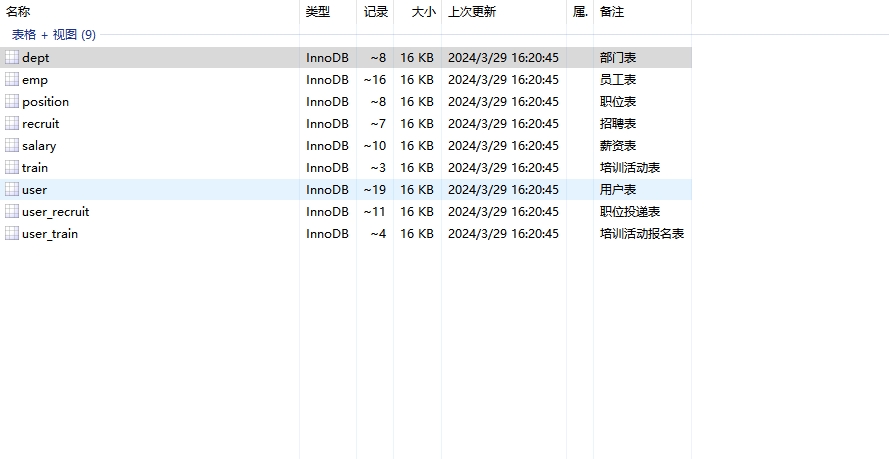 名称 类型 记录 大小 上次更新 属. 备注
表格 + 视图 (9)
dept InnoDB ~8 16 KB 2024/3/29 16:20:45 部门表
emp InnoDB ~16 16 KB 2024/3/29 16:20:45 员工表
position InnoDB ~8 16 KB 2024/3/29 16:20:45 职位表
recruit InnoDB ~7 16 KB 2024/3/29 16:20:45 招聘表
salary InnoDB ~10 16 KB 2024/3/29 16:20:45 薪资表
train InnoDB ~3 16 KB 2024/3/29 16:20:45 培训活动表
user InnoDB ~19 16 KB 2024/3/29 16:20:45 用户表
user_recruit InnoDB ~11 16 KB 2024/3/29 16:20:45 职位投递表
user_train InnoDB ~4 16 KB 2024/3/29 16:20:45 培训活动报名表